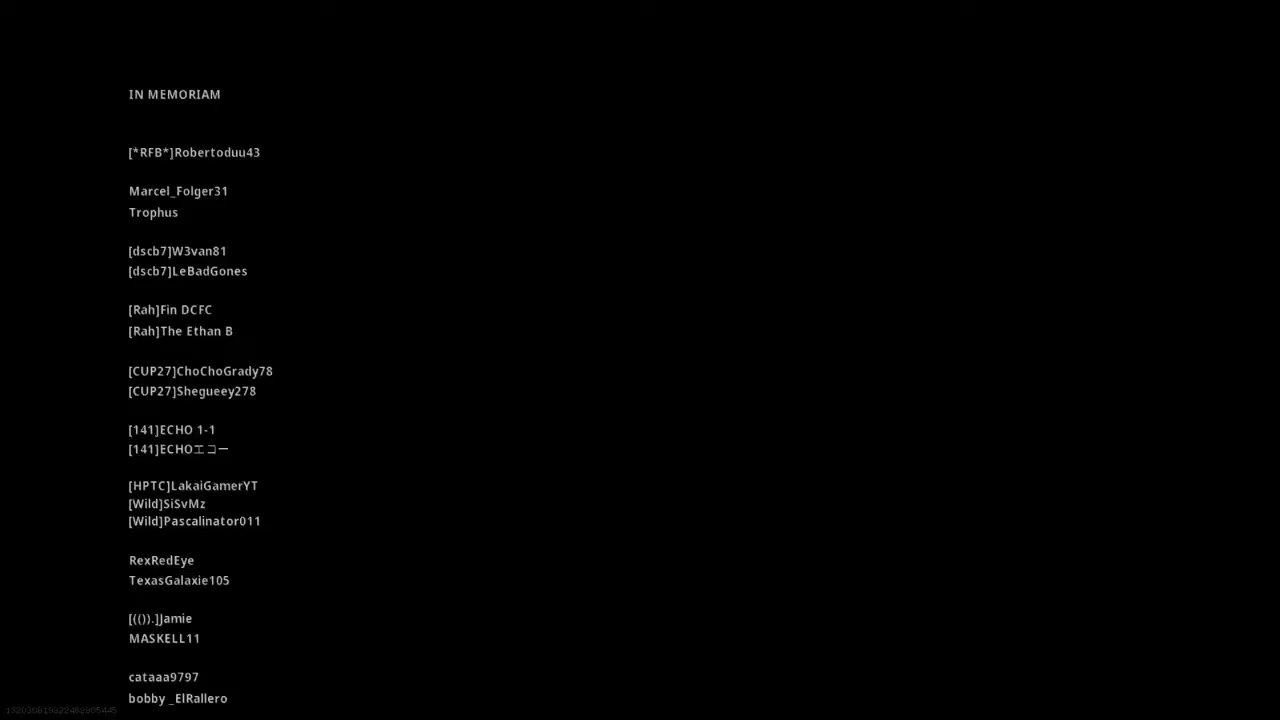 IN MEMORIAM
[*RFB*]Robertoduu43
Marcel_Folger31
Trophus
[dscb7]W3van81
[dscb7]LeBadGones
[Rah]Fin DCFC
[Rah]The Ethan B
[CUP27]ChoChoGrady78
[CUP27]Shegueey278
[141]ECHO 1-1
[141]ECHOエコー
[HPTC]LakaiGamerYT
[Wild]SiSvMz
[Wild]Pascalinator011
RexRedEye
TexasGalaxie105
[(()).]Jamie
MASKELL11
cataaa9797
bobby _ElRallero